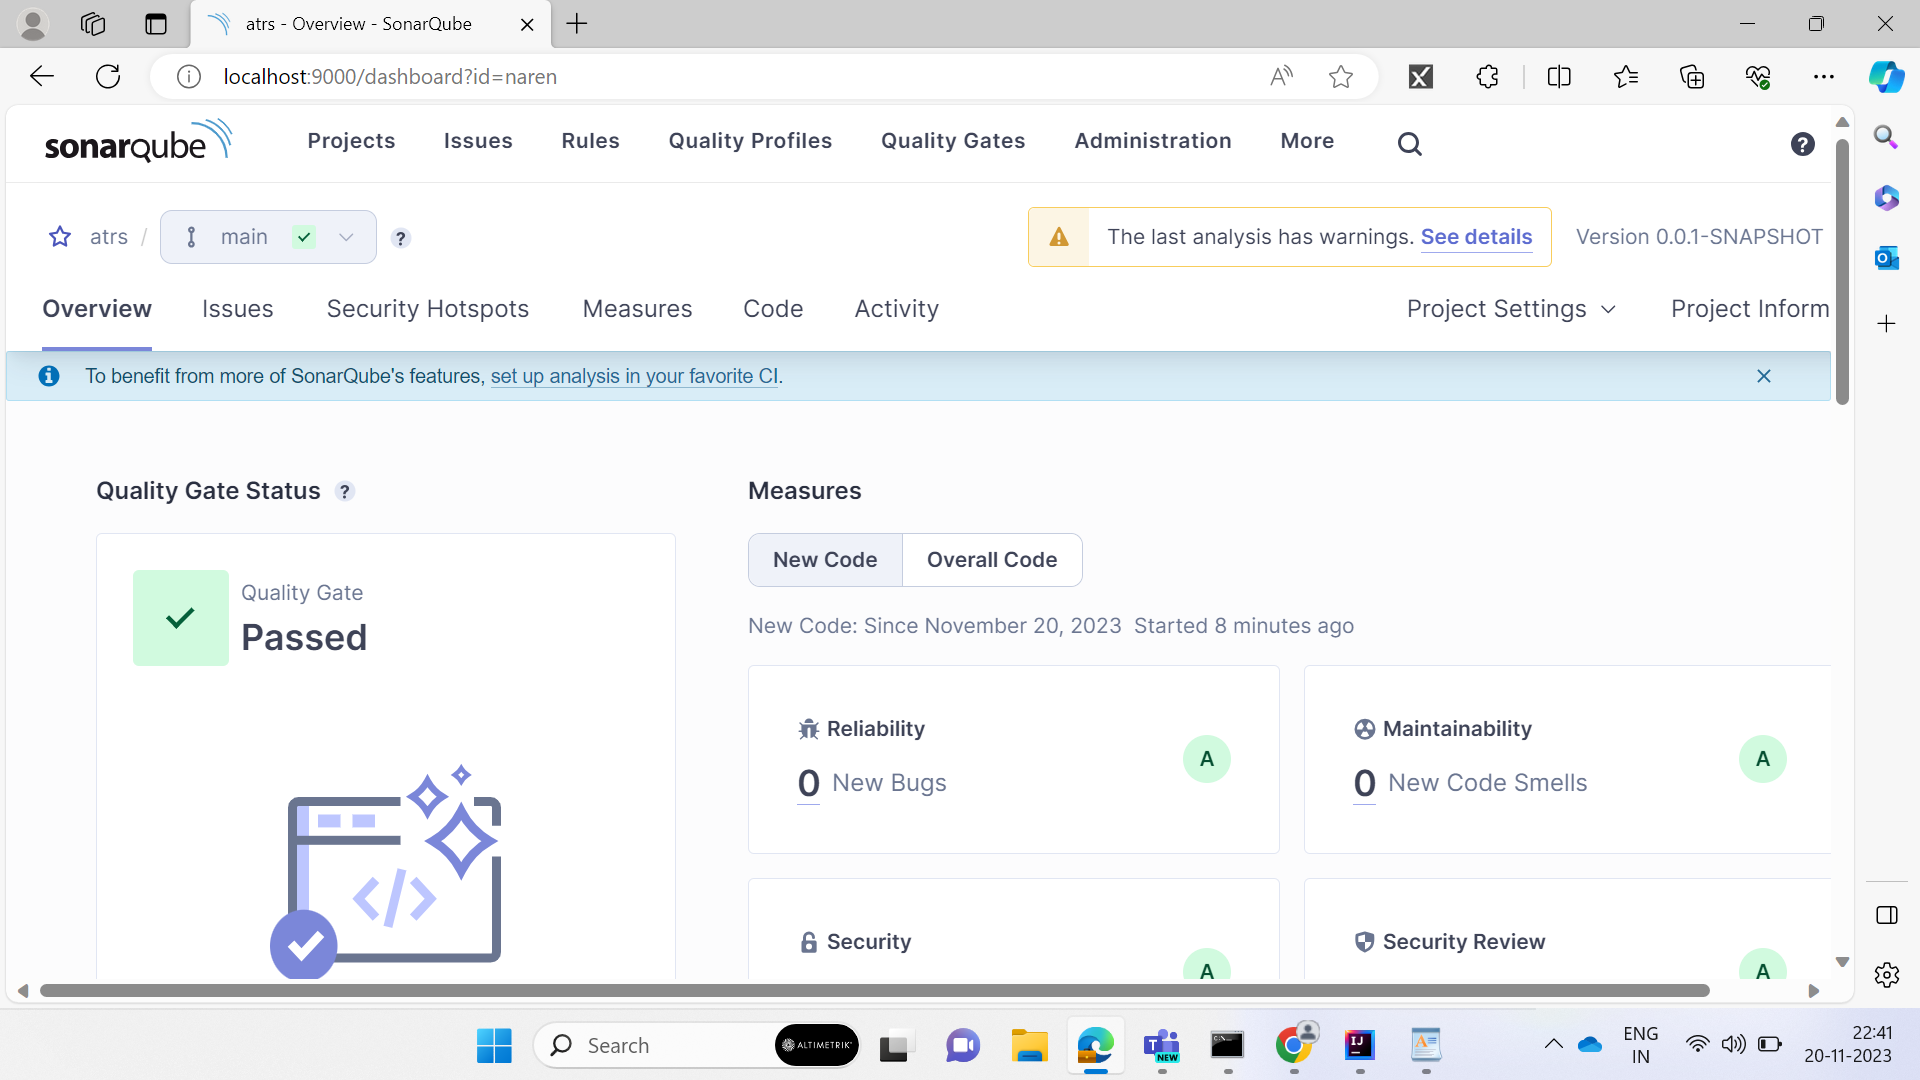 atrs - Overview - SonarQube
localhost:9000/dashboard?id=naren
sonarqube
Projects
Issues
Rules
Quality Profiles
Quality Gates
Administration
More
?
atrs / main
?
The last analysis has warnings. See details
Version 0.0.1-SNAPSHOT
Overview
Issues
Security Hotspots
Measures
Code
Activity
Project Settings
Project Inform
To benefit from more of SonarQube's features, set up analysis in your favorite CI.
Quality Gate Status ?
Quality Gate
Passed
Measures
New Code
Overall Code
New Code: Since November 20, 2023 Started 8 minutes ago
Reliability
0 New Bugs
A
Maintainability
0 New Code Smells
A
Security
A
Security Review
A
</>
Search
ALTIMETRIK
NEW
IJ
ENG
IN
22:41
20-11-2023